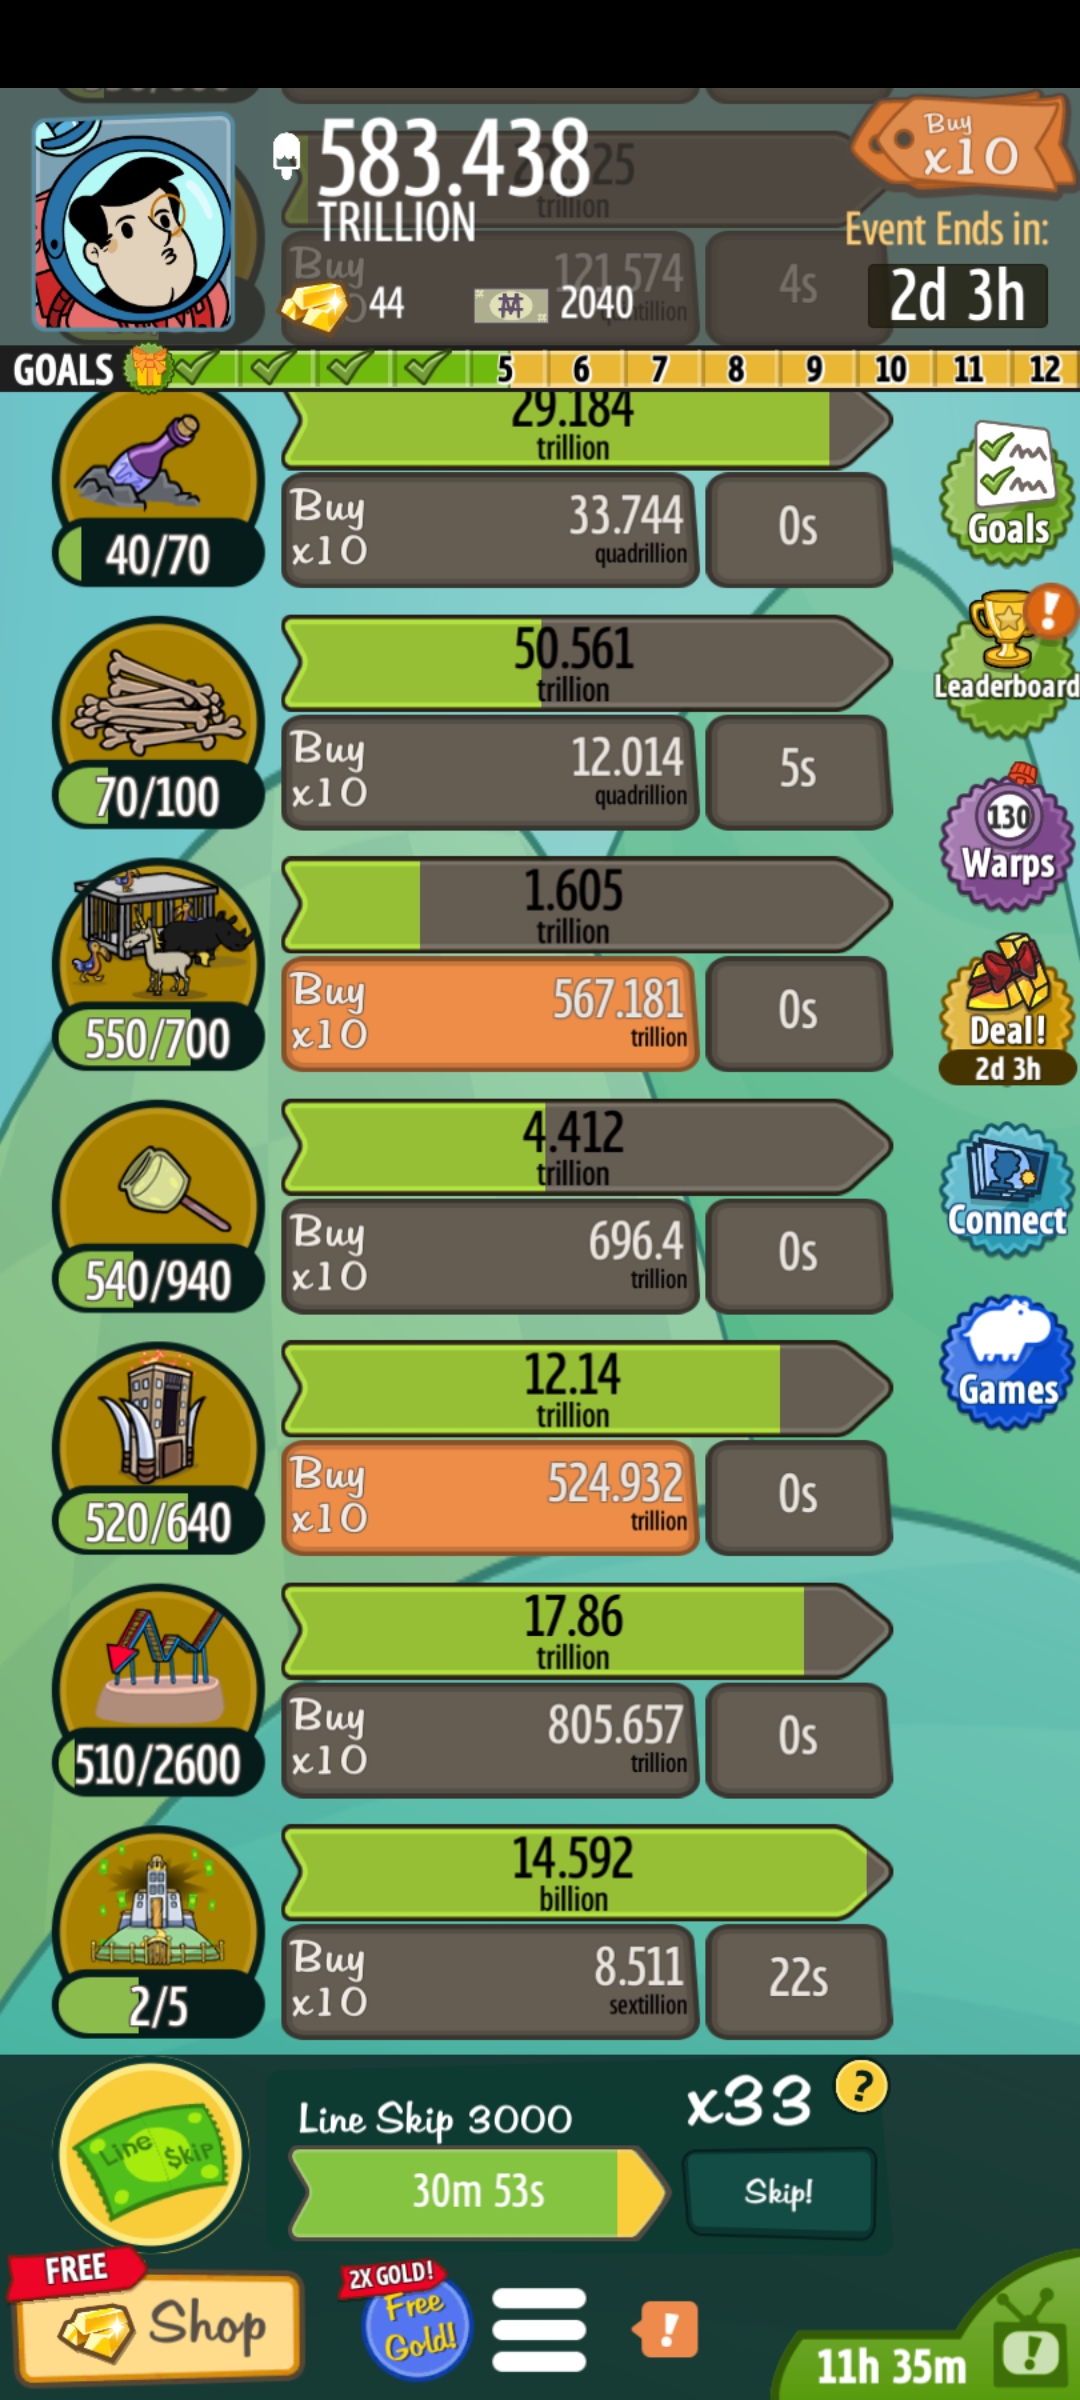 583.438
TRILLION
Buy
x10
Event Ends in:
2d 3h
trillion
Buy
121.574
4s
44
2040
GOALS
5 6 7 8 9 10 11 12
29.184
trillion
Buy
x10
33.744
quadrillion
0s
40/70
Goals
50.561
trillion
Buy
x10
12.014
quadrillion
5s
70/100
Leaderboard
130
Warps
1.605
trillion
Buy
x10
567.181
trillion
0s
550/700
Deal!
2d 3h
4.412
trillion
Buy
x10
696.4
trillion
0s
540/940
Connect
12.14
trillion
Buy
x10
524.932
trillion
0s
520/640
Games
17.86
trillion
Buy
x10
805.657
trillion
0s
510/2600
14.592
billion
Buy
x10
8.511
sextillion
22s
2/5
Line $kip
Line Skip 3000
x33
?
30m 53s
Skip!
FREE
Shop
2X GOLD!
Free
Gold!
!
11h 35m
!